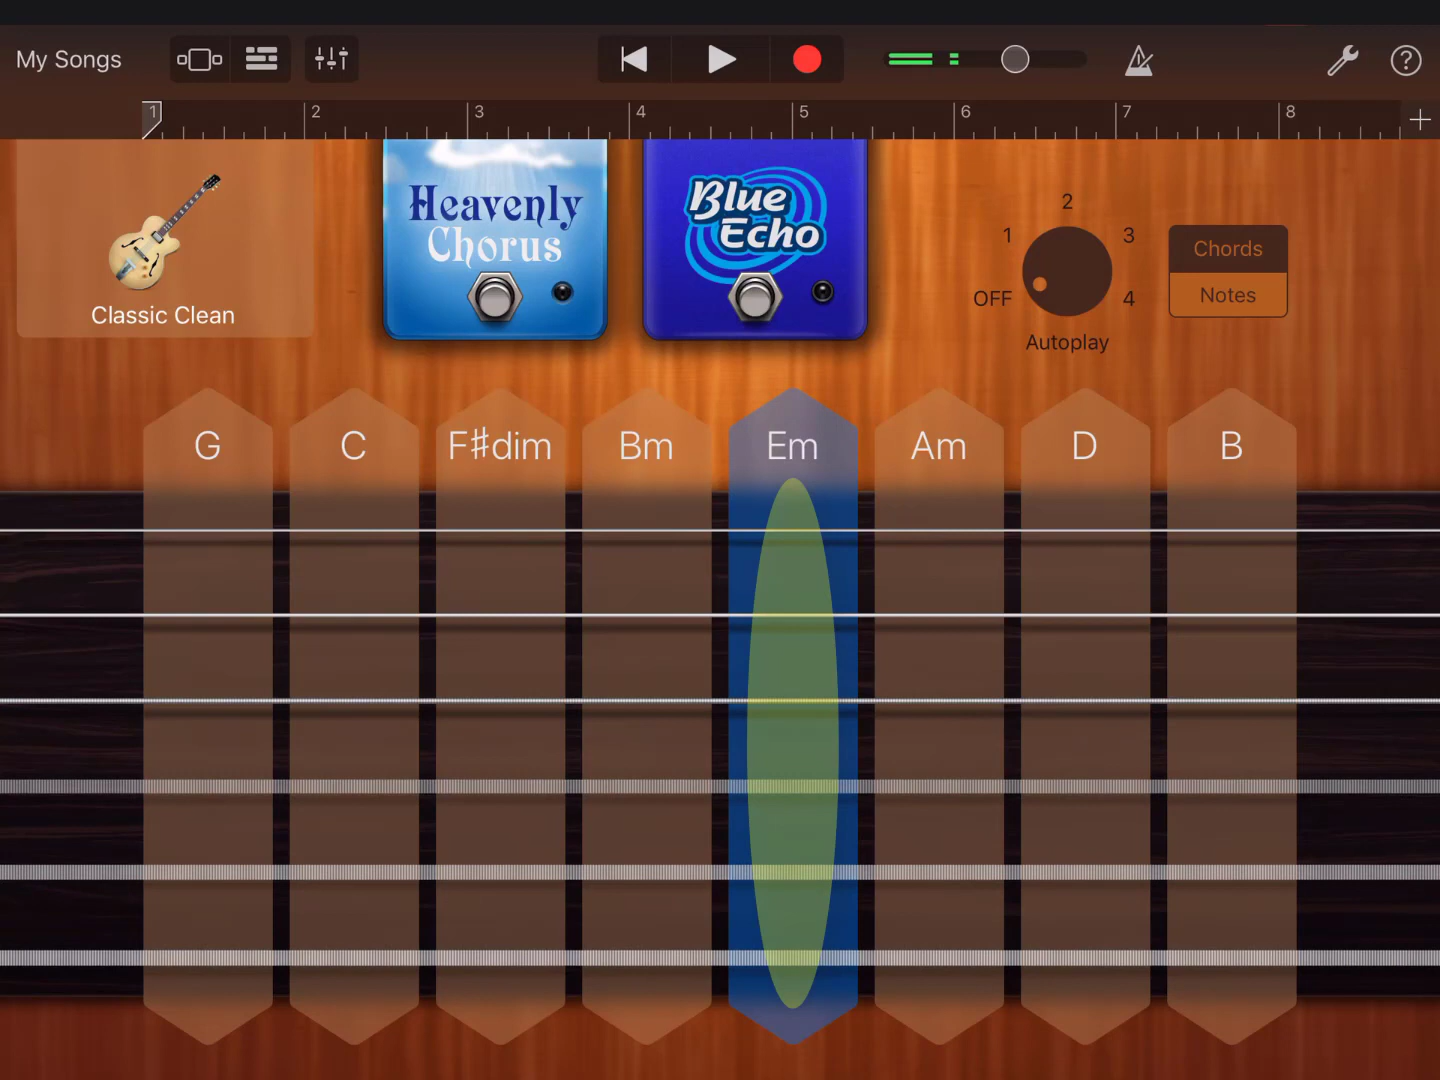 My Songs
?
1 2 3 4 5 6 7 8 +
Heavenly
Chorus
Blue
Echo
Classic Clean
2
1 3
OFF 4
Autoplay
Chords
Notes
G C F♯dim Bm Em Am D B